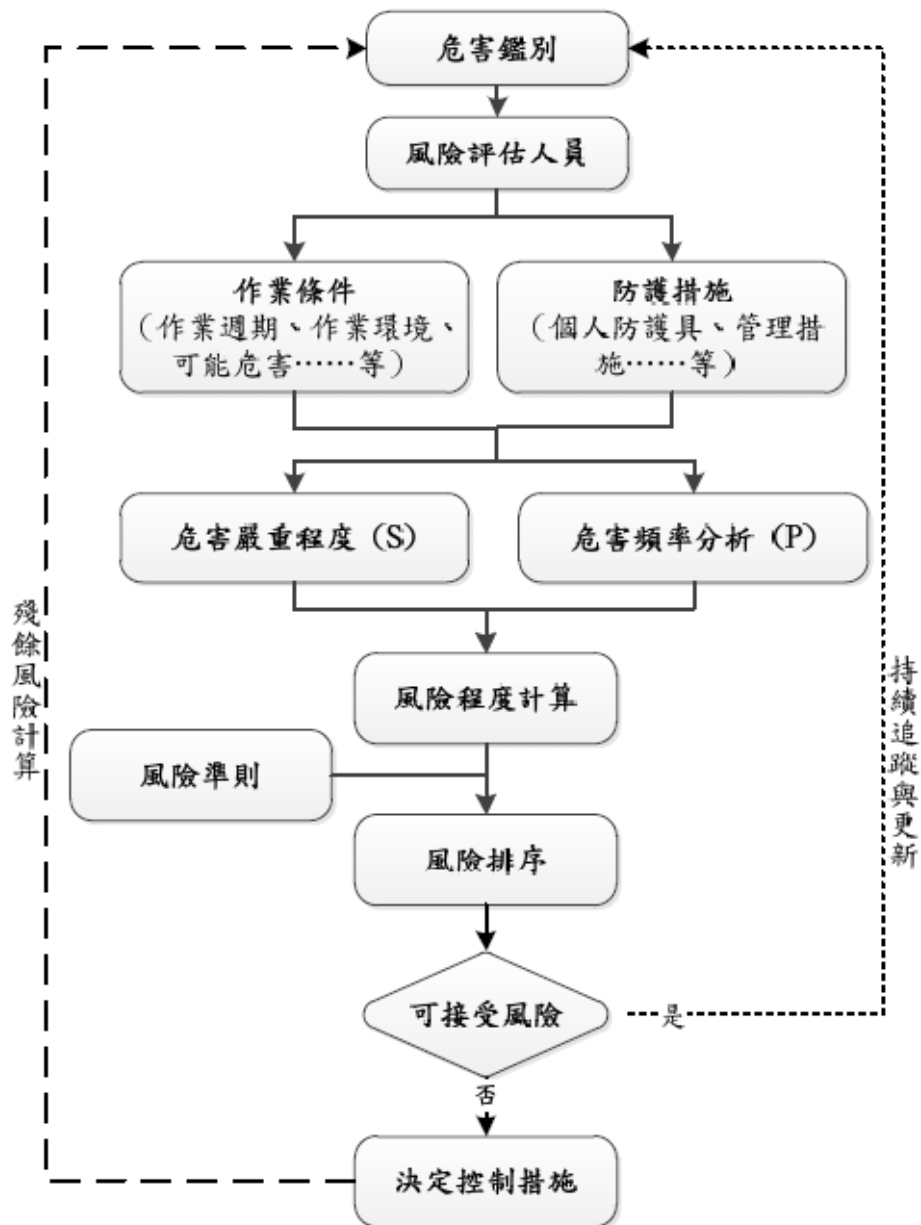 危害鑑別
風險評估人員
作業條件
（作業週期、作業環境、
可能危害……等）
防護措施
（個人防護具、管理措
施……等）
危害嚴重程度（S）
危害頻率分析（P）
風險程度計算
風險準則
風險排序
可接受風險
是
否
決定控制措施
殘餘風險計算
持續追蹤與更新